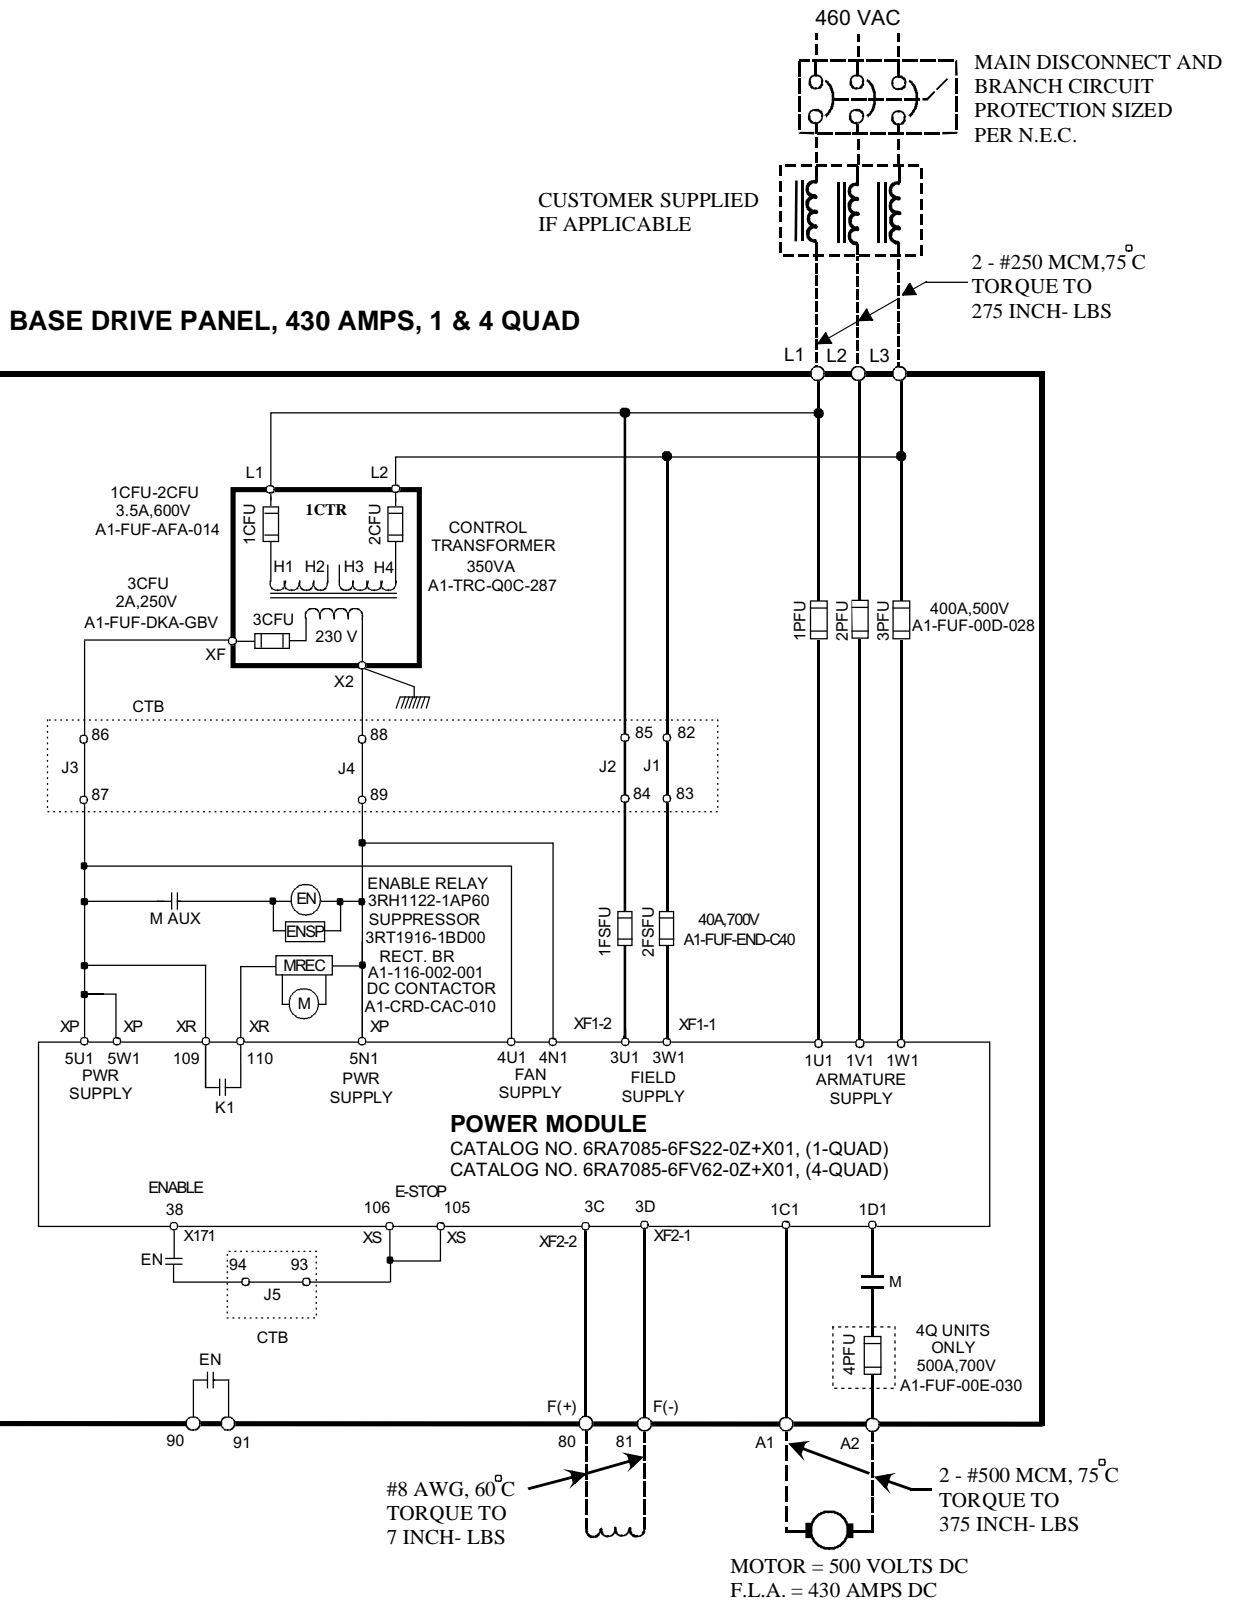 460 VAC
MAIN DISCONNECT AND
BRANCH CIRCUIT
PROTECTION SIZED
PER N.E.C.
CUSTOMER SUPPLIED
IF APPLICABLE
2 - #250 MCM,75°C
TORQUE TO
275 INCH- LBS
BASE DRIVE PANEL, 430 AMPS, 1 & 4 QUAD
L1 L2 L3
L1 L2
1CFU-2CFU
3.5A,600V
A1-FUF-AFA-014
1CFU
1CTR
2CFU
CONTROL
TRANSFORMER
350VA
A1-TRC-Q0C-287
H1 H2 H3 H4
3CFU
2A,250V
A1-FUF-DKA-GBV
3CFU
230 V
XF
X2
1PFU
2PFU
3PFU
400A,500V
A1-FUF-00D-028
CTB
86 88 85 82
J3 J4 J2 J1
87 89 84 83
M AUX
EN
ENSP
MREC
M
ENABLE RELAY
3RH1122-1AP60
SUPPRESSOR
3RT1916-1BD00
RECT. BR
A1-116-002-001
DC CONTACTOR
A1-CRD-CAC-010
1FSFU
2FSFU
40A,700V
A1-FUF-END-C40
XP XP XR XR XP XF1-2 XF1-1
5U1 5W1 109 110 5N1 4U1 4N1 3U1 3W1 1U1 1V1 1W1
PWR
SUPPLY
K1
PWR
SUPPLY
FAN
SUPPLY
FIELD
SUPPLY
ARMATURE
SUPPLY
POWER MODULE
CATALOG NO. 6RA7085-6FS22-0Z+X01, (1-QUAD)
CATALOG NO. 6RA7085-6FV62-0Z+X01, (4-QUAD)
ENABLE
38
E-STOP
106 105
3C 3D 1C1 1D1
X171 XS XS XF2-2 XF2-1
EN
94 93
J5
CTB
M
4PFU
4Q UNITS
ONLY
500A,700V
A1-FUF-00E-030
EN
90 91
F(+) F(-)
80 81
A1 A2
#8 AWG, 60°C
TORQUE TO
7 INCH- LBS
2 - #500 MCM, 75°C
TORQUE TO
375 INCH- LBS
MOTOR = 500 VOLTS DC
F.L.A. = 430 AMPS DC